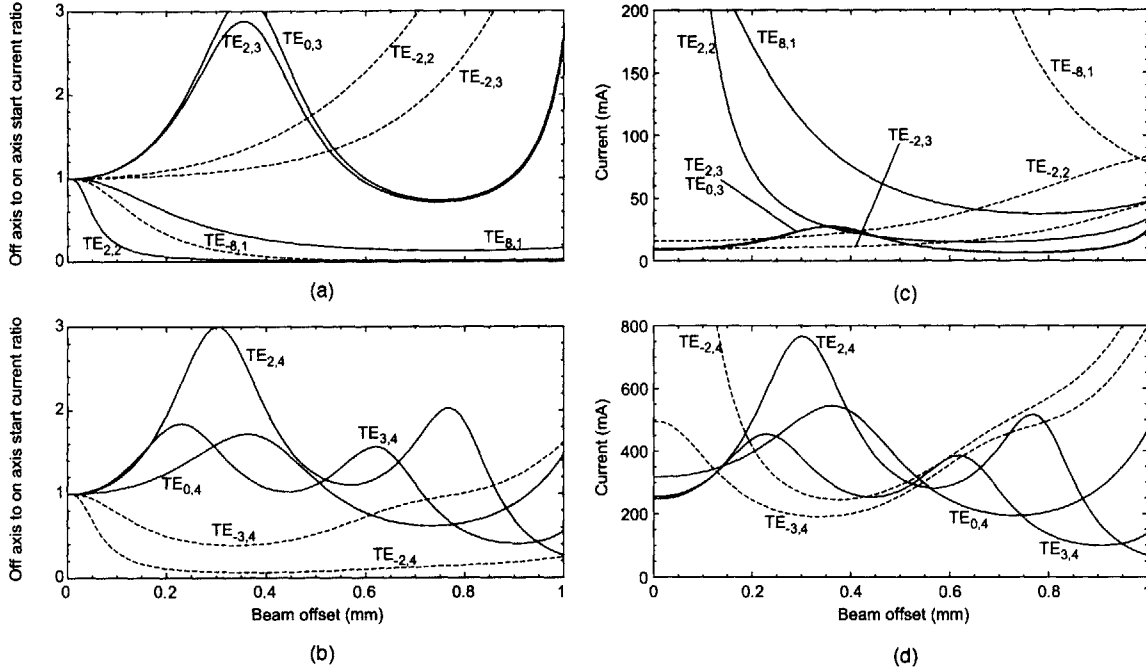 Off axis to on axis start current ratio
3
2
1
0
TE2,3
TE0,3
TE-2,2
TE-2,3
TE2,2
TE-8,1
TE8,1
(a)
Current (mA)
200
150
100
50
0
TE2,2
TE8,1
TE-8,1
TE-2,3
TE2,3
TE0,3
TE-2,2
(c)
Off axis to on axis start current ratio
3
2
1
0
TE2,4
TE3,4
TE0,4
TE-3,4
TE-2,4
0 0.2 0.4 0.6 0.8 1
Beam offset (mm)
(b)
Current (mA)
800
600
400
200
0
TE-2,4
TE2,4
TE-3,4
TE0,4
TE3,4
0 0.2 0.4 0.6 0.8 1
Beam offset (mm)
(d)